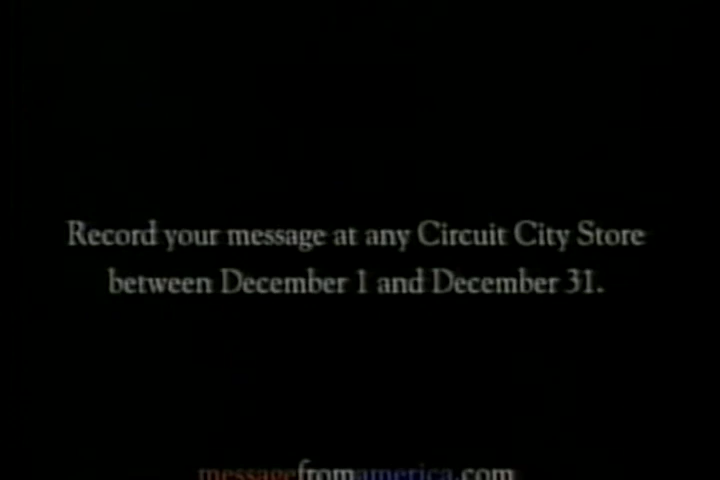 Record your message at any Circuit City Store
between December 1 and December 31.
messagefromamerica.com